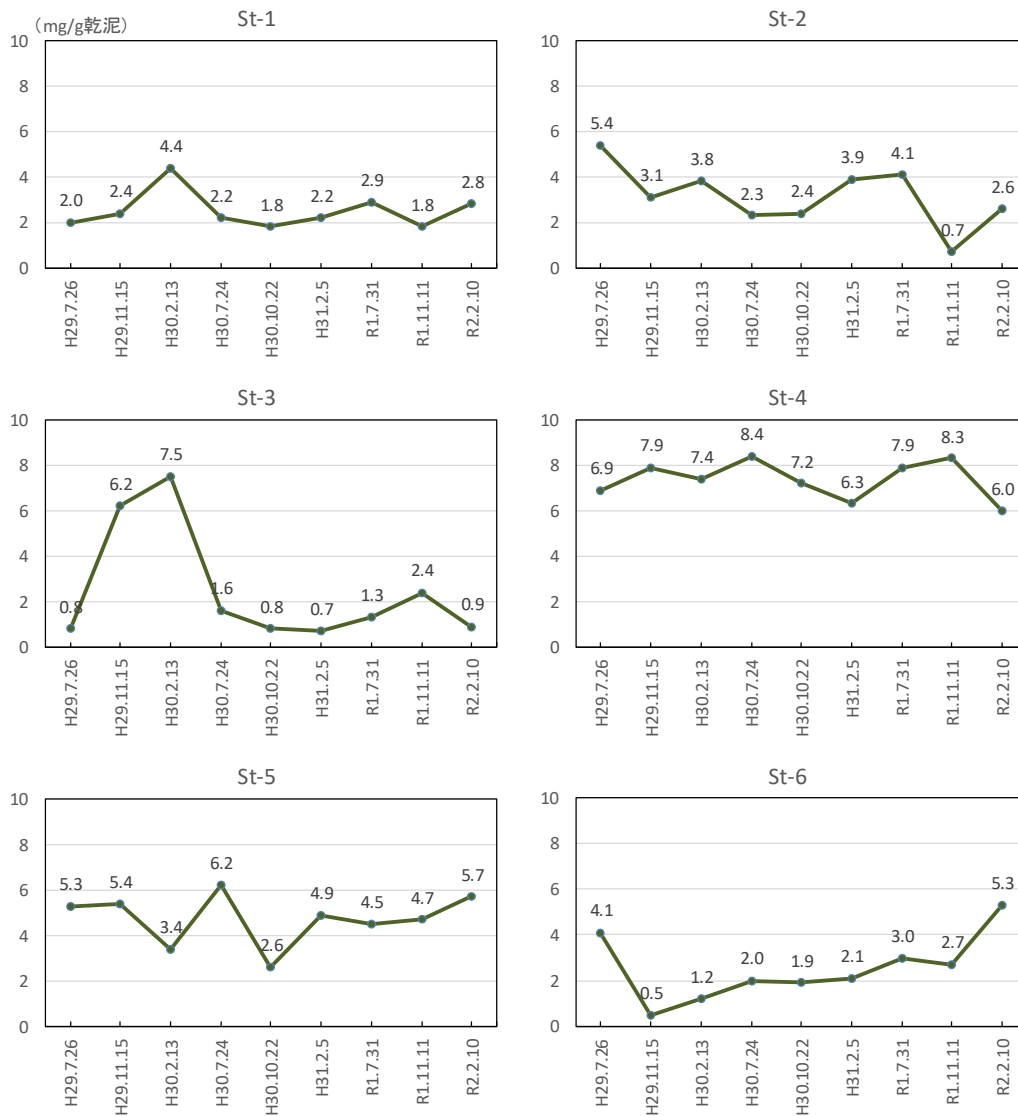 （mg/g乾泥）
St-1
10
8
6
4
2
0
2.0
2.4
4.4
2.2
1.8
2.2
2.9
1.8
2.8
H29.7.26
H29.11.15
H30.2.13
H30.7.24
H30.10.22
H31.2.5
R1.7.31
R1.11.11
R2.2.10
St-2
10
8
6
4
2
0
5.4
3.1
3.8
2.3
2.4
3.9
4.1
0.7
2.6
H29.7.26
H29.11.15
H30.2.13
H30.7.24
H30.10.22
H31.2.5
R1.7.31
R1.11.11
R2.2.10
St-3
10
8
6
4
2
0
0.8
6.2
7.5
1.6
0.8
0.7
1.3
2.4
0.9
H29.7.26
H29.11.15
H30.2.13
H30.7.24
H30.10.22
H31.2.5
R1.7.31
R1.11.11
R2.2.10
St-4
10
8
6
4
2
0
6.9
7.9
7.4
8.4
7.2
6.3
7.9
8.3
6.0
H29.7.26
H29.11.15
H30.2.13
H30.7.24
H30.10.22
H31.2.5
R1.7.31
R1.11.11
R2.2.10
St-5
10
8
6
4
2
0
5.3
5.4
3.4
6.2
2.6
4.9
4.5
4.7
5.7
H29.7.26
H29.11.15
H30.2.13
H30.7.24
H30.10.22
H31.2.5
R1.7.31
R1.11.11
R2.2.10
St-6
10
8
6
4
2
0
4.1
0.5
1.2
2.0
1.9
2.1
3.0
2.7
5.3
H29.7.26
H29.11.15
H30.2.13
H30.7.24
H30.10.22
H31.2.5
R1.7.31
R1.11.11
R2.2.10